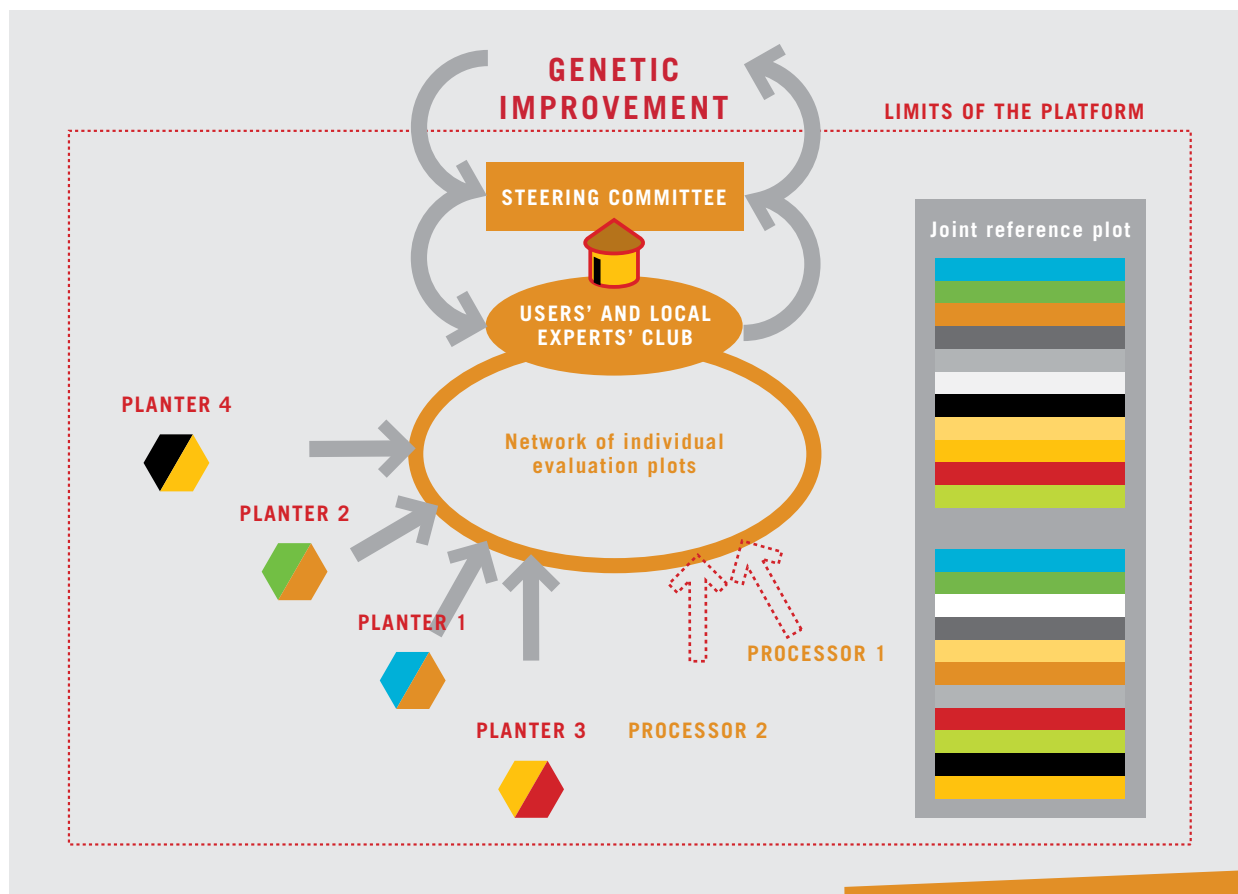 GENETIC
IMPROVEMENT
LIMITS OF THE PLATFORM
STEERING COMMITTEE
Joint reference plot
USERS' AND LOCAL
EXPERTS' CLUB
PLANTER 4
Network of individual
evaluation plots
PLANTER 2
PLANTER 1
PROCESSOR 1
PLANTER 3
PROCESSOR 2